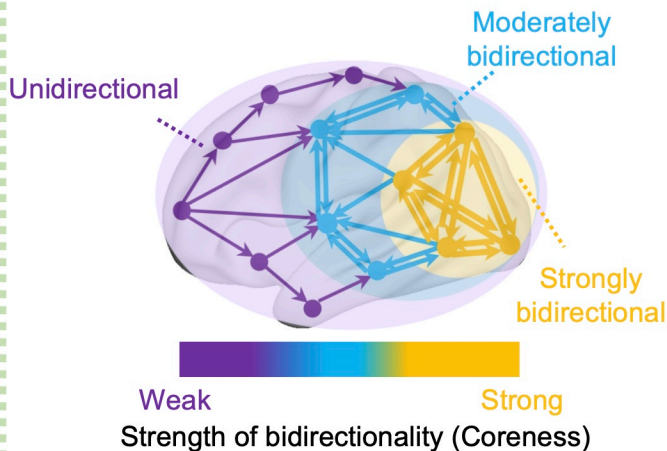 Moderately
bidirectional
Unidirectional
Strongly
bidirectional
Weak
Strong
Strength of bidirectionality (Coreness)